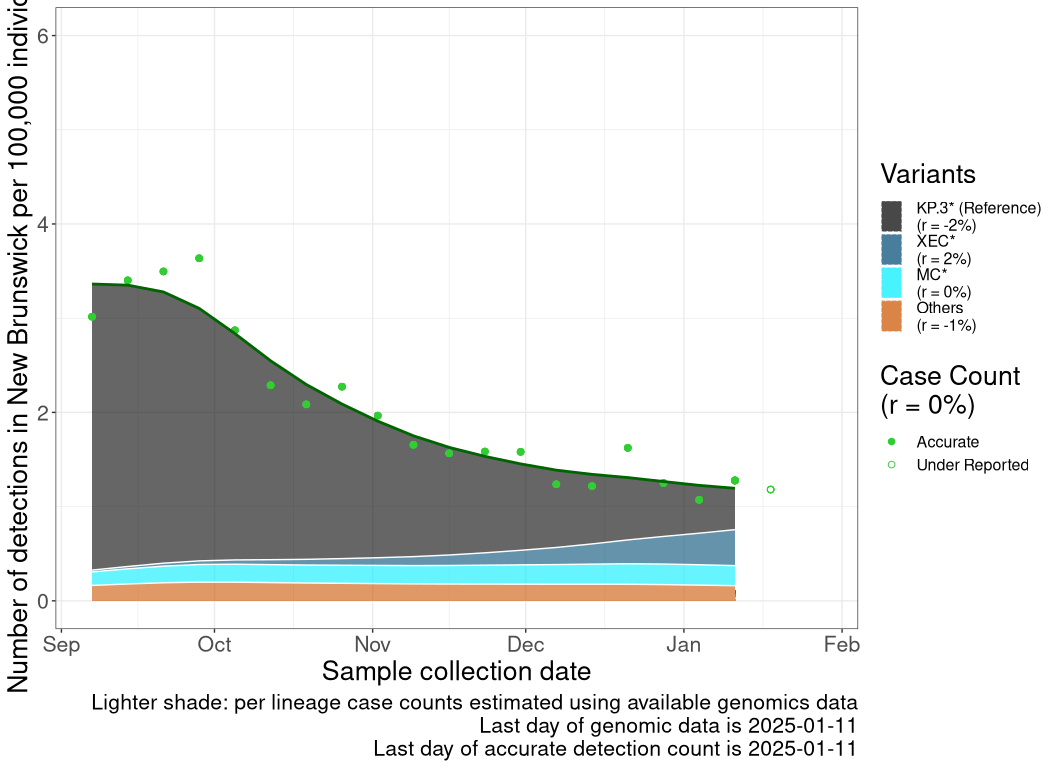 Number of detections in New Brunswick per 100,000
6
4
2
0
Sep Oct Nov Dec Jan Feb
Sample collection date
Lighter shade: per lineage case counts estimated using available genomics data
Last day of genomic data is 2025-01-11
Last day of accurate detection count is 2025-01-11
Variants
KP.3* (Reference)
(r = -2%)
XEC*
(r = 2%)
MC*
(r = 0%)
Others
(r = -1%)
Case Count
(r = 0%)
Accurate
Under Reported